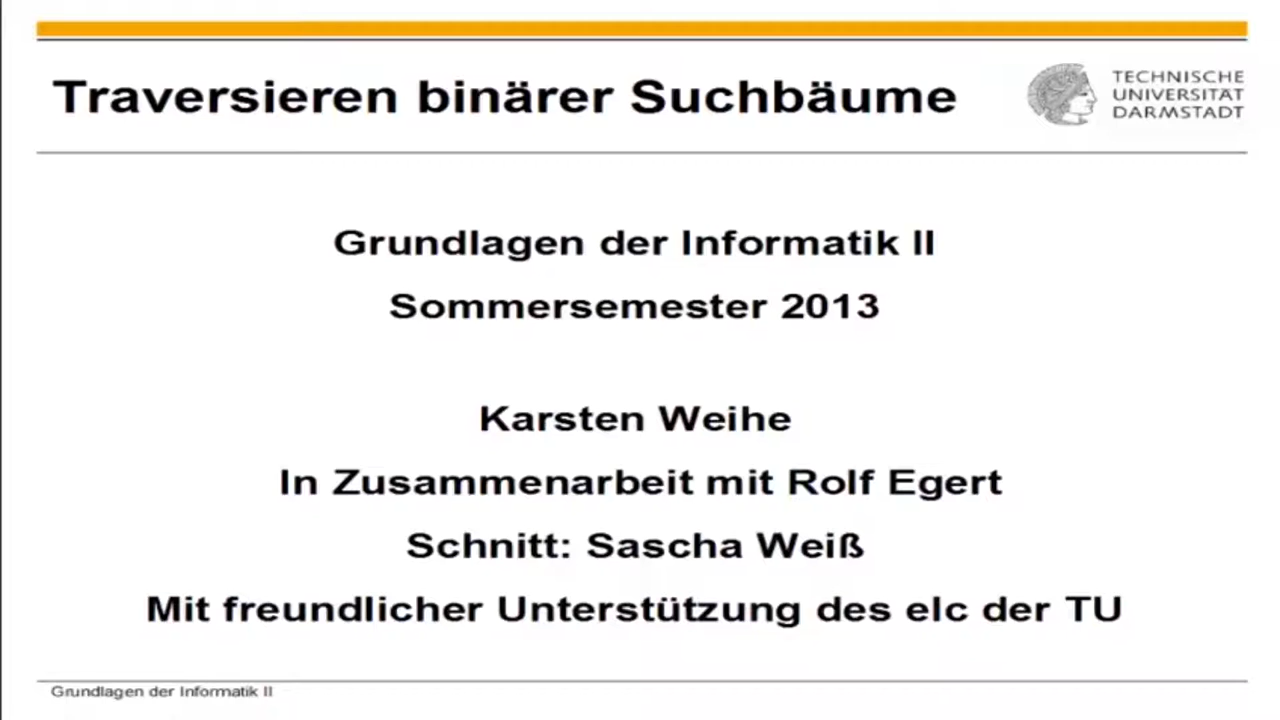 Traversieren binärer Suchbäume
TECHNISCHE
UNIVERSITÄT
DARMSTADT
Grundlagen der Informatik II
Sommersemester 2013
Karsten Weihe
In Zusammenarbeit mit Rolf Egert
Schnitt: Sascha Weiß
Mit freundlicher Unterstützung des elc der TU
Grundlagen der Informatik II